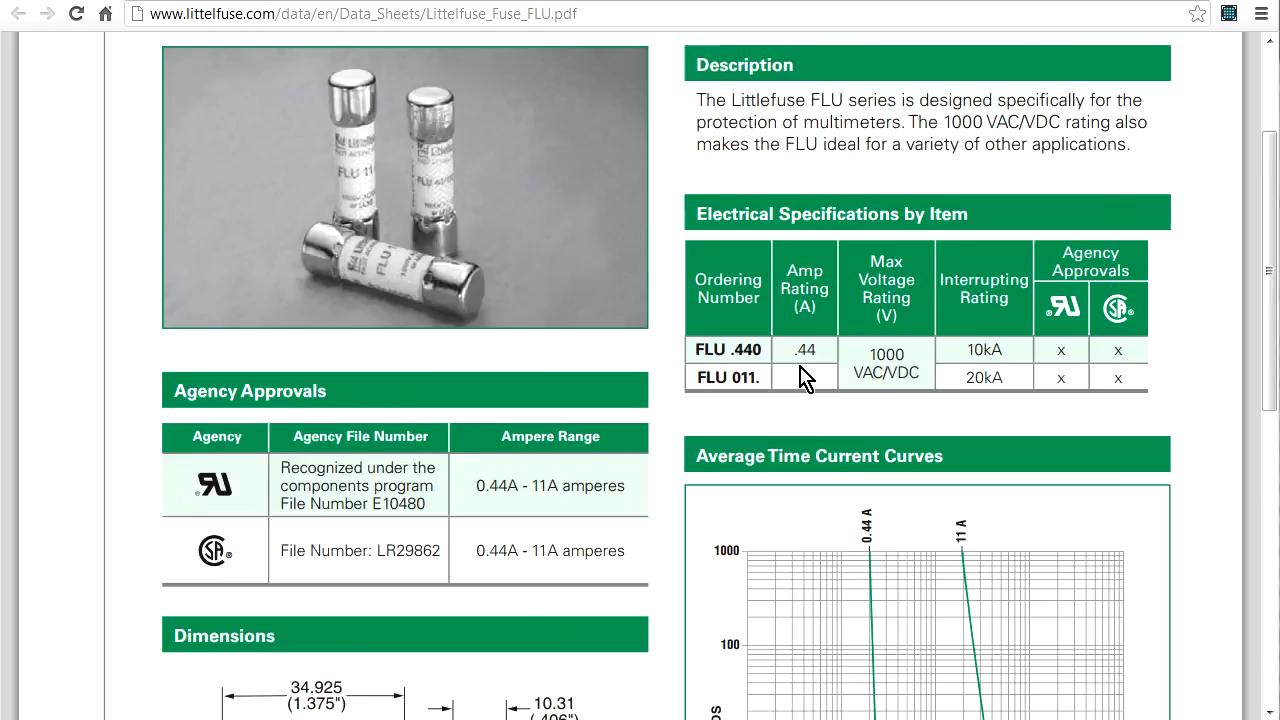 www.littelfuse.com/data/en/Data_Sheets/Littelfuse_Fuse_FLU.pdf
Description
The Littlefuse FLU series is designed specifically for the
protection of multimeters. The 1000 VAC/VDC rating also
makes the FLU ideal for a variety of other applications.
Electrical Specifications by Item
Ordering Number
Amp Rating (A)
Max Voltage Rating (V)
Interrupting Rating
Agency Approvals
FLU .440 .44 1000 VAC/VDC 10kA x x
FLU 011. 20kA x x
Agency Approvals
Agency Agency File Number Ampere Range
Recognized under the
components program
File Number E10480
0.44A - 11A amperes
File Number: LR29862 0.44A - 11A amperes
Average Time Current Curves
0.44 A 11 A
1000
100
Dimensions
34.925
(1.375")
10.31